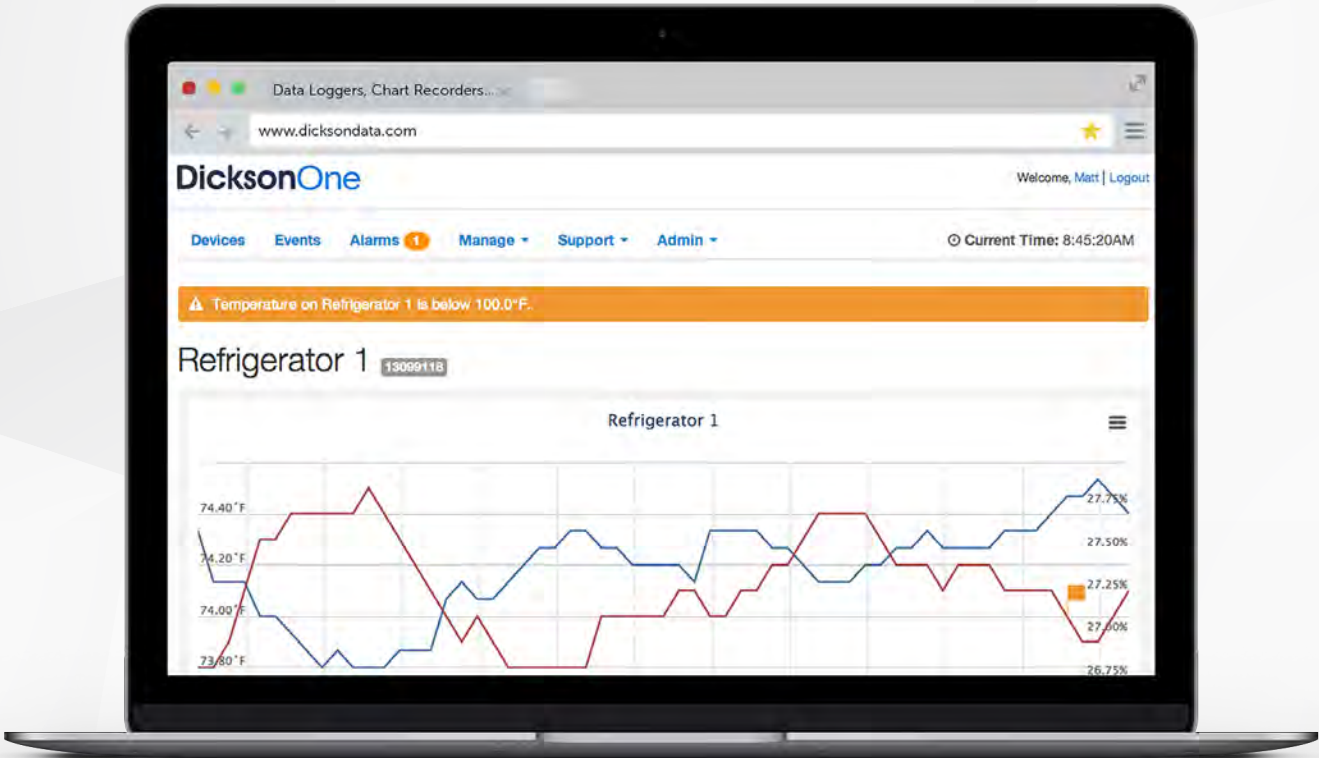 Data Loggers, Chart Recorders...
www.dicksondata.com
DicksonOne
Welcome, Matt | Logout
Devices Events Alarms 1 Manage Support Admin Current Time: 8:45:20AM
Temperature on Refrigerator 1 is below 100.0°F.
Refrigerator 1 13099118
Refrigerator 1
74.40°F 27.75%
27.50%
74.20°F
27.25%
74.00°F
27.00%
73.80°F
26.75%